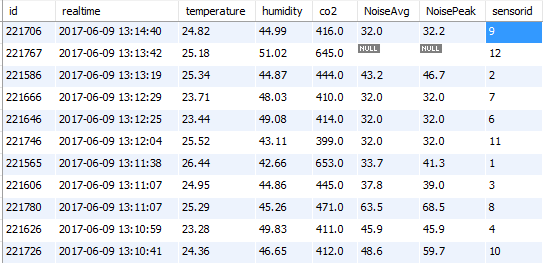 id realtime temperature humidity co2 NoiseAvg NoisePeak sensorid
221706 2017-06-09 13:14:40 24.82 44.99 416.0 32.0 32.2 9
221767 2017-06-09 13:13:42 25.18 51.02 645.0 NULL NULL 12
221586 2017-06-09 13:13:19 25.34 44.87 444.0 43.2 46.7 2
221666 2017-06-09 13:12:29 23.71 48.03 410.0 32.0 32.0 7
221646 2017-06-09 13:12:25 23.44 49.08 414.0 32.0 32.0 6
221746 2017-06-09 13:12:04 25.52 43.11 399.0 32.0 32.0 11
221565 2017-06-09 13:11:38 26.44 42.66 653.0 33.7 41.3 1
221606 2017-06-09 13:11:07 24.95 44.86 445.0 37.8 39.0 3
221780 2017-06-09 13:11:07 25.29 45.26 471.0 63.5 68.5 8
221626 2017-06-09 13:10:59 23.28 49.83 411.0 45.9 45.9 4
221726 2017-06-09 13:10:41 24.36 46.65 412.0 48.6 59.7 10